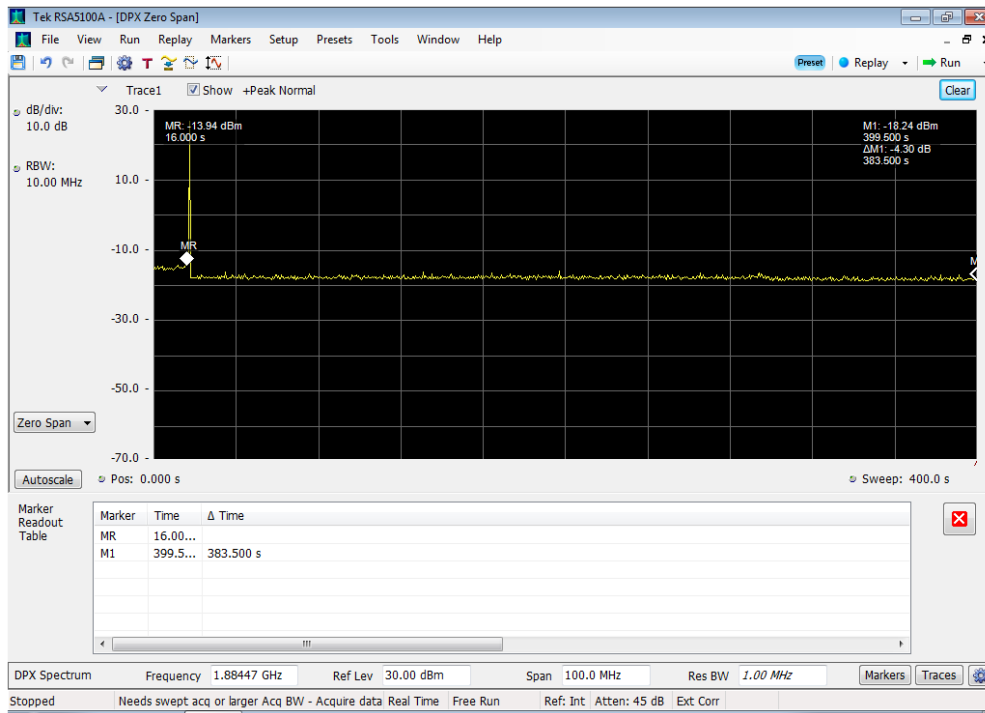 Tek RSA5100A - [DPX Zero Span]
File View Run Replay Markers Setup Presets Tools Window Help
T Preset Replay Run
Trace1 Show +Peak Normal Clear
dB/div:
10.0 dB
RBW:
10.00 MHz
30.0 -
10.0 -
-10.0 -
-30.0 -
-50.0 -
-70.0 -
MR: -13.94 dBm
16.000 s
M1: -18.24 dBm
399.500 s
ΔM1: -4.30 dB
383.500 s
MR
M
Zero Span
Autoscale Pos: 0.000 s Sweep: 400.0 s
Marker
Readout
Table
Marker Time Δ Time
MR 16.00...
M1 399.5... 383.500 s
DPX Spectrum Frequency 1.88447 GHz Ref Lev 30.00 dBm Span 100.0 MHz Res BW 1.00 MHz Markers Traces
Stopped Needs swept acq or larger Acq BW - Acquire data Real Time Free Run Ref: Int Atten: 45 dB Ext Corr